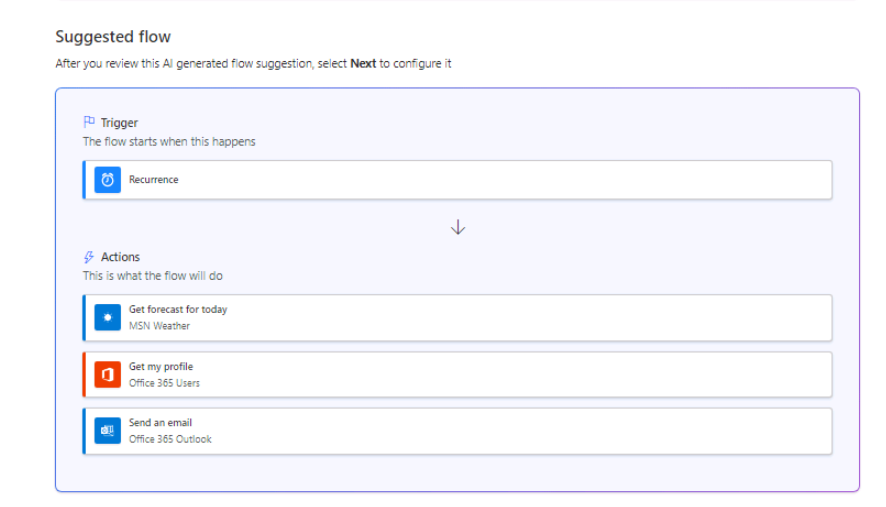 Suggested flow
After you review this AI generated flow suggestion, select Next to configure it
Trigger
The flow starts when this happens
Recurrence
Actions
This is what the flow will do
Get forecast for today
MSN Weather
Get my profile
Office 365 Users
Send an email
Office 365 Outlook